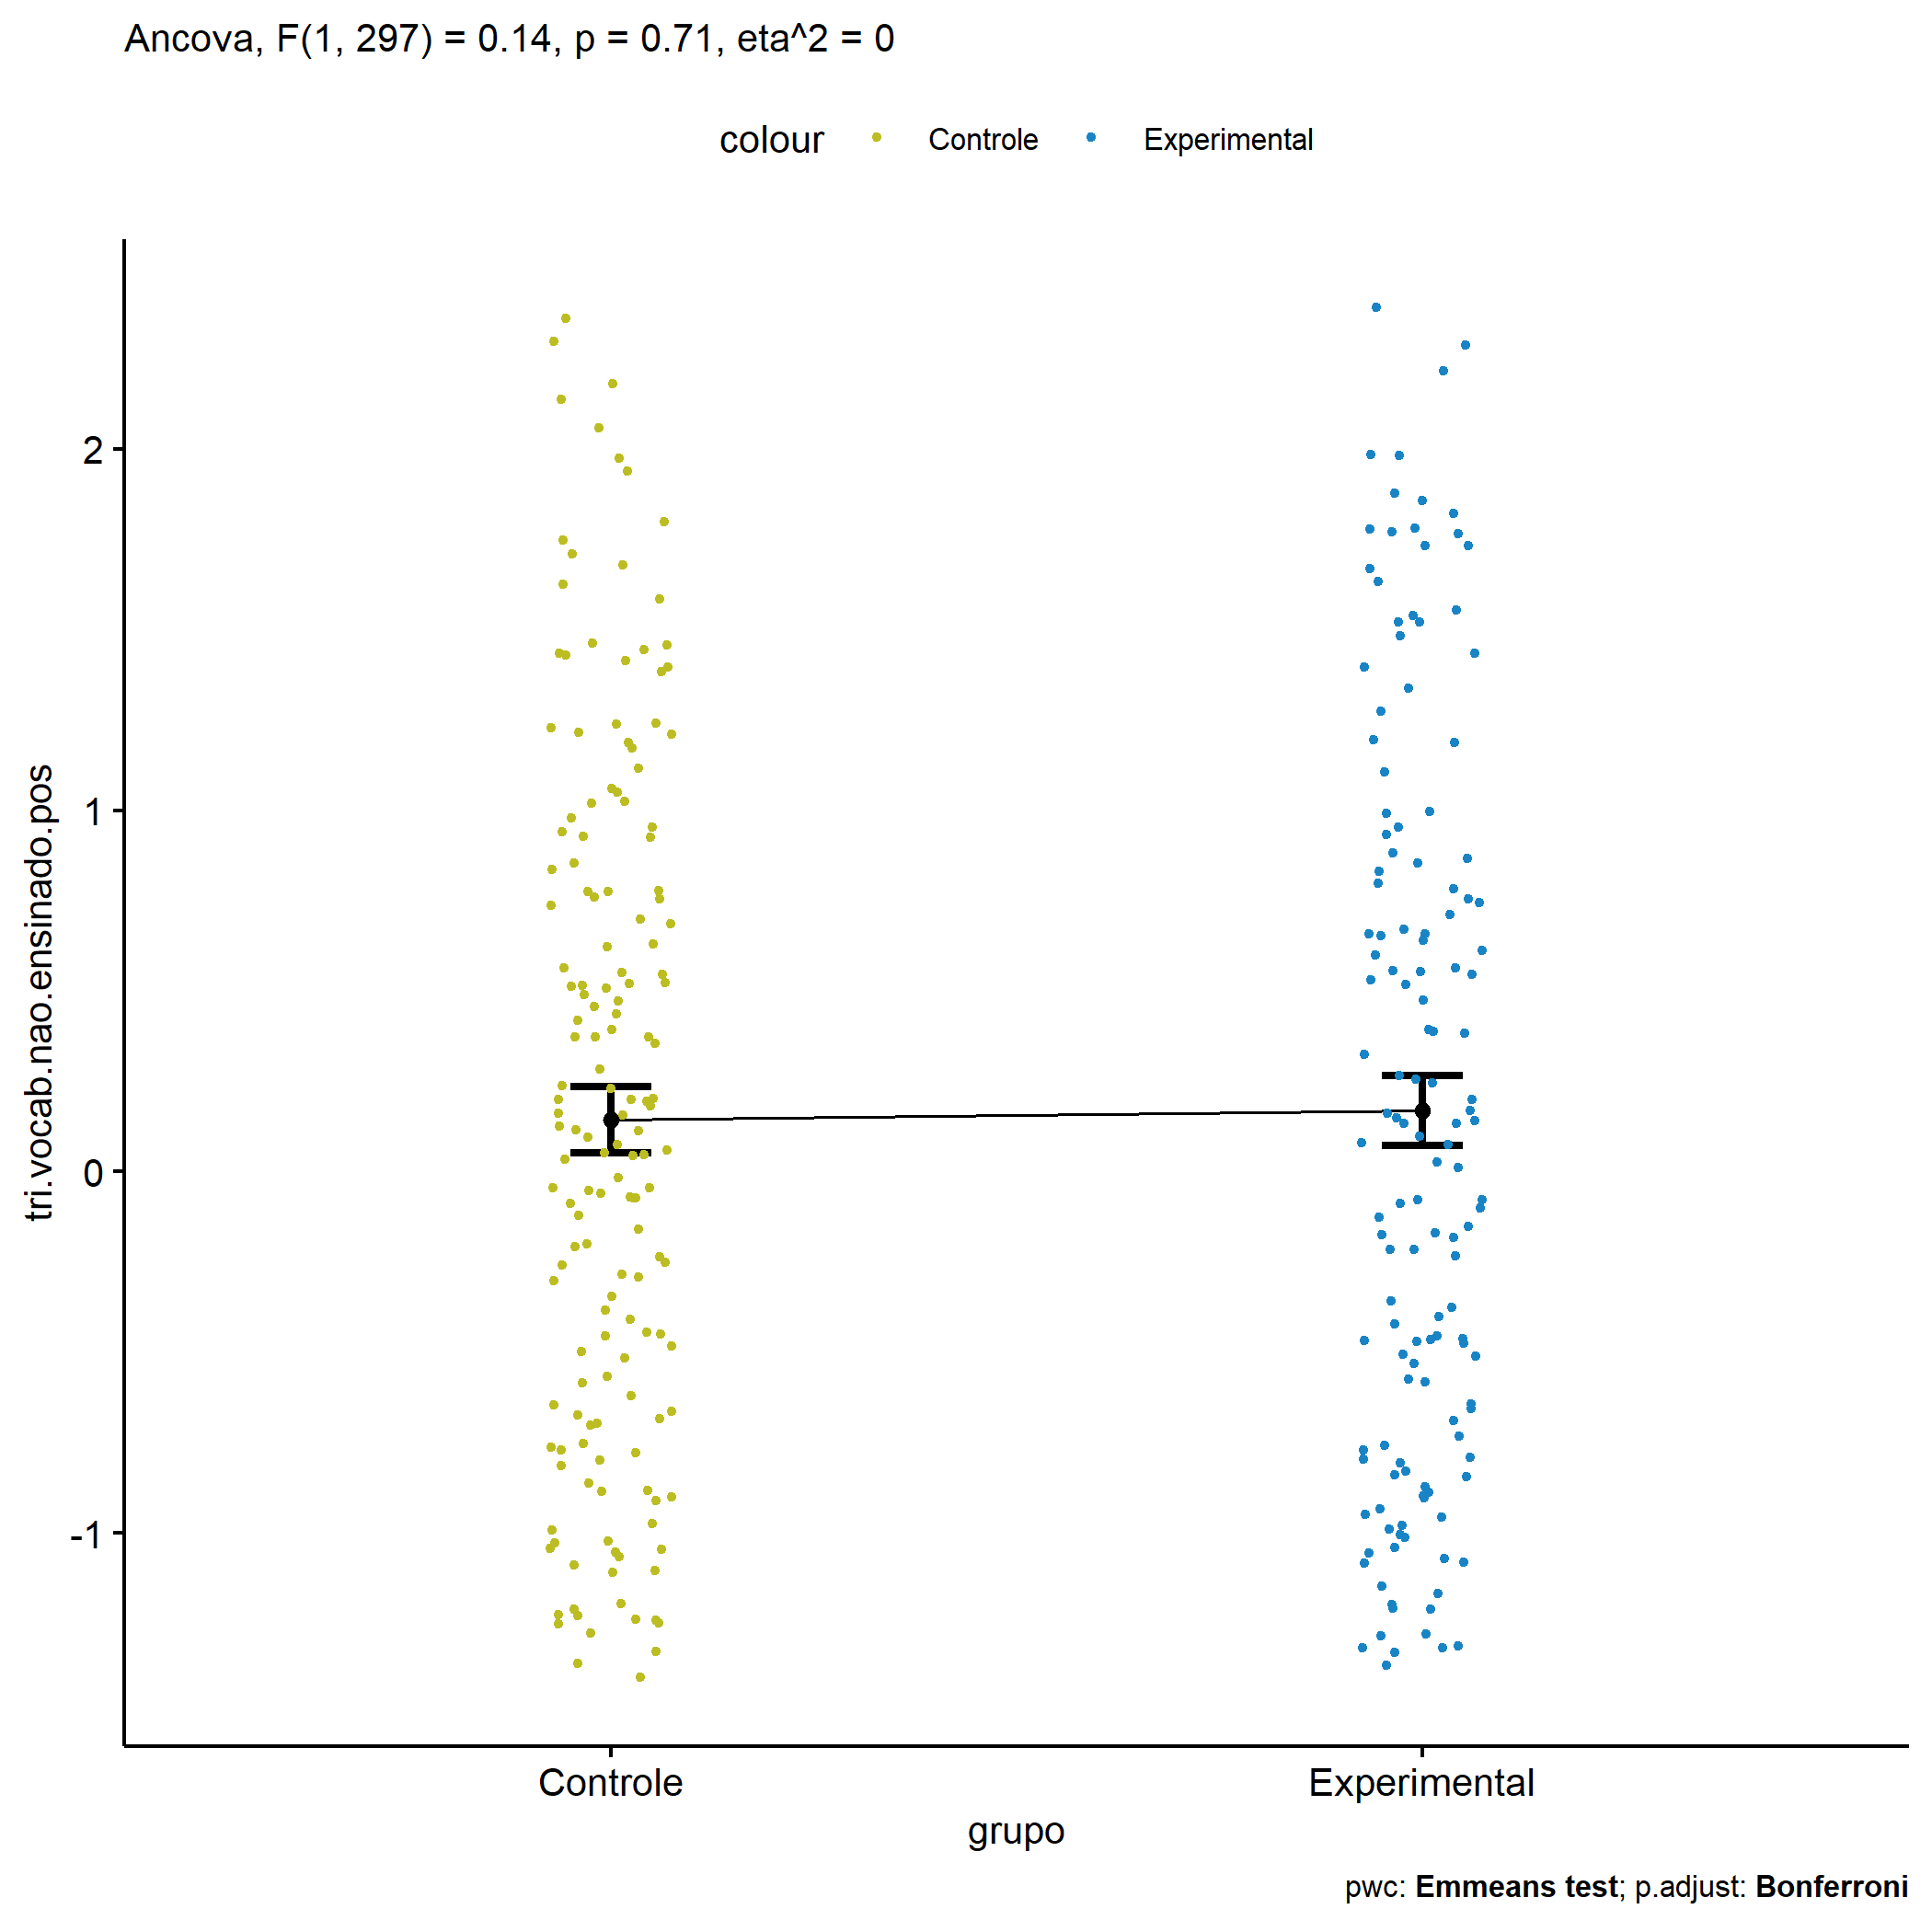 Ancova, F(1, 297) = 0.14, p = 0.71, eta^2 = 0
colour Controle Experimental
tri.vocab.nao.ensinado.pos
2
1
0
-1
Controle Experimental
grupo
pwc: Emmeans test; p.adjust: Bonferroni